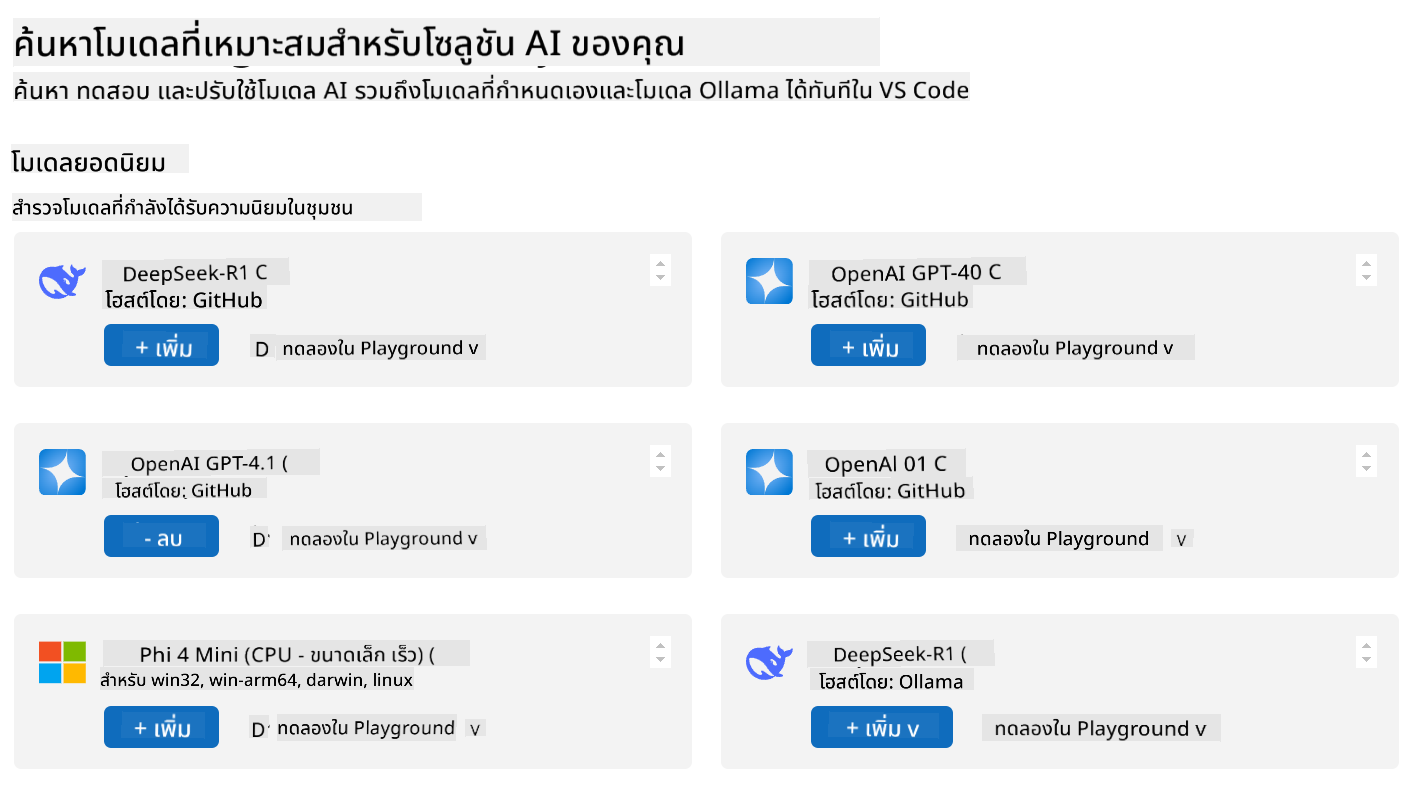 ค้นหาโมเดลที่เหมาะสมสำหรับโซลูชัน AI ของคุณ
ค้นหา ทดสอบ และปรับใช้โมเดล AI รวมถึงโมเดลที่กำหนดเองและโมเดล Ollama ได้ทันทีใน VS Code
โมเดลยอดนิยม
สำรวจโมเดลที่กำลังได้รับความนิยมในชุมชน
DeepSeek-R1 C
โฮสต์โดย: GitHub
+ เพิ่ม
D ทดลองใน Playground v
OpenAI GPT-40 C
โฮสต์โดย: GitHub
+ เพิ่ม
ทดลองใน Playground v
OpenAI GPT-4.1 (
โฮสต์โดย: GitHub
- ลบ
D ทดลองใน Playground v
OpenAl 01 C
โฮสต์โดย: GitHub
+ เพิ่ม
ทดลองใน Playground v
Phi 4 Mini (CPU - ขนาดเล็ก เร็ว) (
สำหรับ win32, win-arm64, darwin, linux
+ เพิ่ม
D ทดลองใน Playground v
DeepSeek-R1 (
โฮสต์โดย: Ollama
+ เพิ่ม v
ทดลองใน Playground v